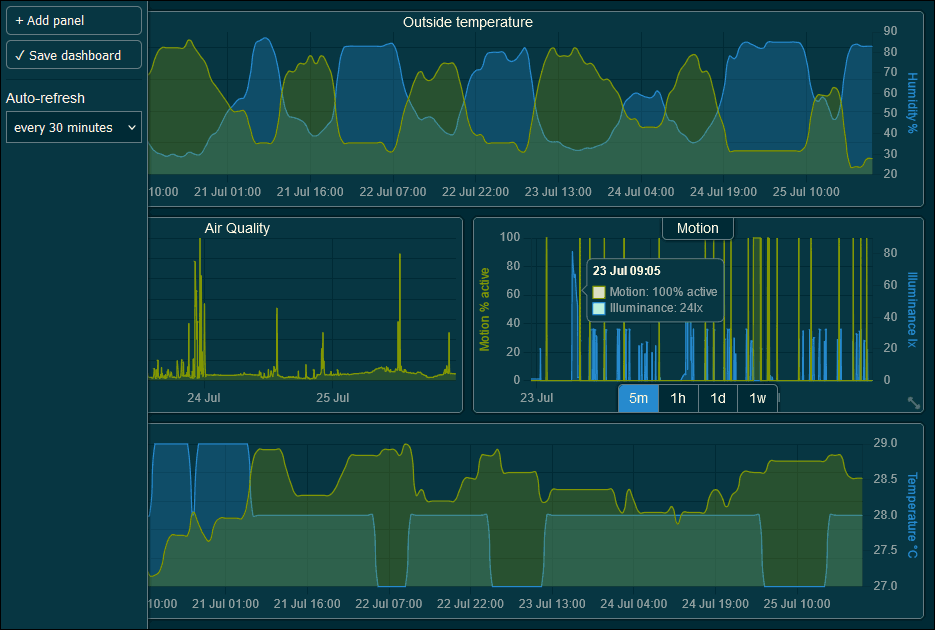 + Add panel
✓ Save dashboard
Auto-refresh
every 30 minutes
Outside temperature
90
80
70
60
50
40
30
20
Humidity %
10:00 21 Jul 01:00 21 Jul 16:00 22 Jul 07:00 22 Jul 22:00 23 Jul 13:00 24 Jul 04:00 24 Jul 19:00 25 Jul 10:00
Air Quality
24 Jul 25 Jul
Motion
100
80
60
40
20
0
Motion % active
23 Jul 09:05
Motion: 100% active
Illuminance: 24lx
80
60
40
20
0
Illuminance lx
23 Jul
5m 1h 1d 1w
29.0
28.5
28.0
27.5
27.0
Temperature °C
10:00 21 Jul 01:00 21 Jul 16:00 22 Jul 07:00 22 Jul 22:00 23 Jul 13:00 24 Jul 04:00 24 Jul 19:00 25 Jul 10:00